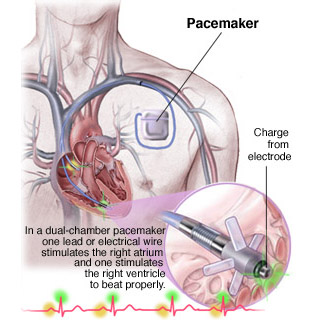 Pacemaker
Charge
from
electrode
In a dual-chamber pacemaker
one lead or electrical wire
stimulates the right atrium
and one stimulates
the right ventricle
to beat properly.